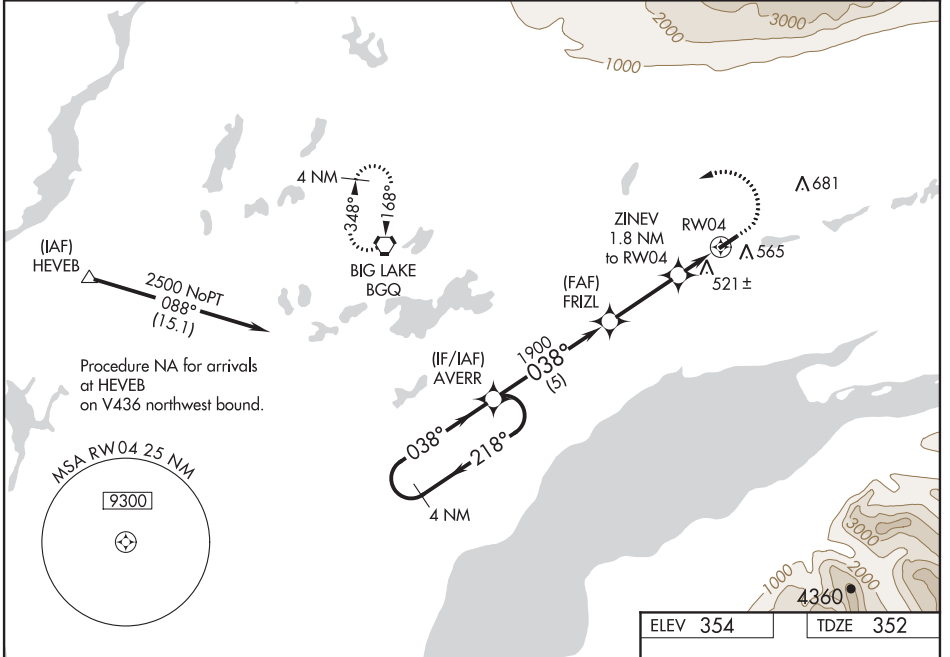 2000
3000
1000
4 NM
348°
168°
BIG LAKE
BGQ
(IAF)
HEVEB
2500 NoPT
088°
(15.1)
Procedure NA for arrivals
at HEVEB
on V436 northwest bound.
ZINEV
1.8 NM
to RW04
RW04
681
565
521±
(FAF)
FRIZL
(IF/IAF)
AVERR
1900
038°
(5)
038°
218°
4 NM
MSA RW04 25 NM
9300
3000
1000
2000
4360
ELEV 354
TDZE 352